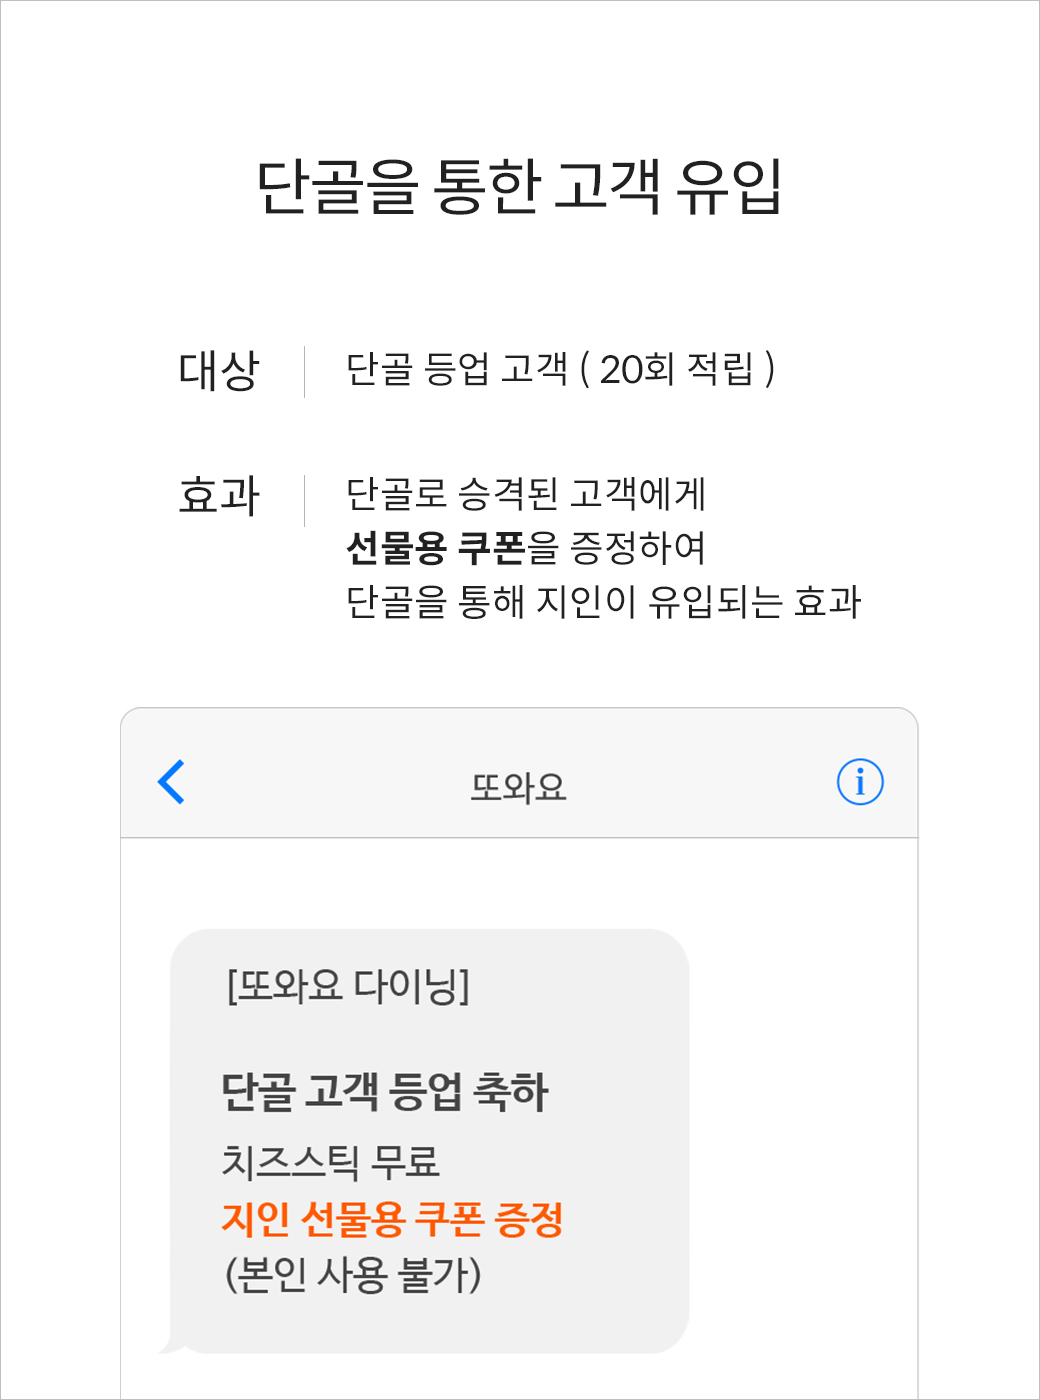 단골을 통한 고객 유입
대상
단골 등업 고객 ( 20회 적립 )
효과
단골로 승격된 고객에게
선물용 쿠폰을 증정하여
단골을 통해 지인이 유입되는 효과
또와요
i
[또와요 다이닝]
단골 고객 등업 축하
치즈스틱 무료
지인 선물용 쿠폰 증정
(본인 사용 불가)